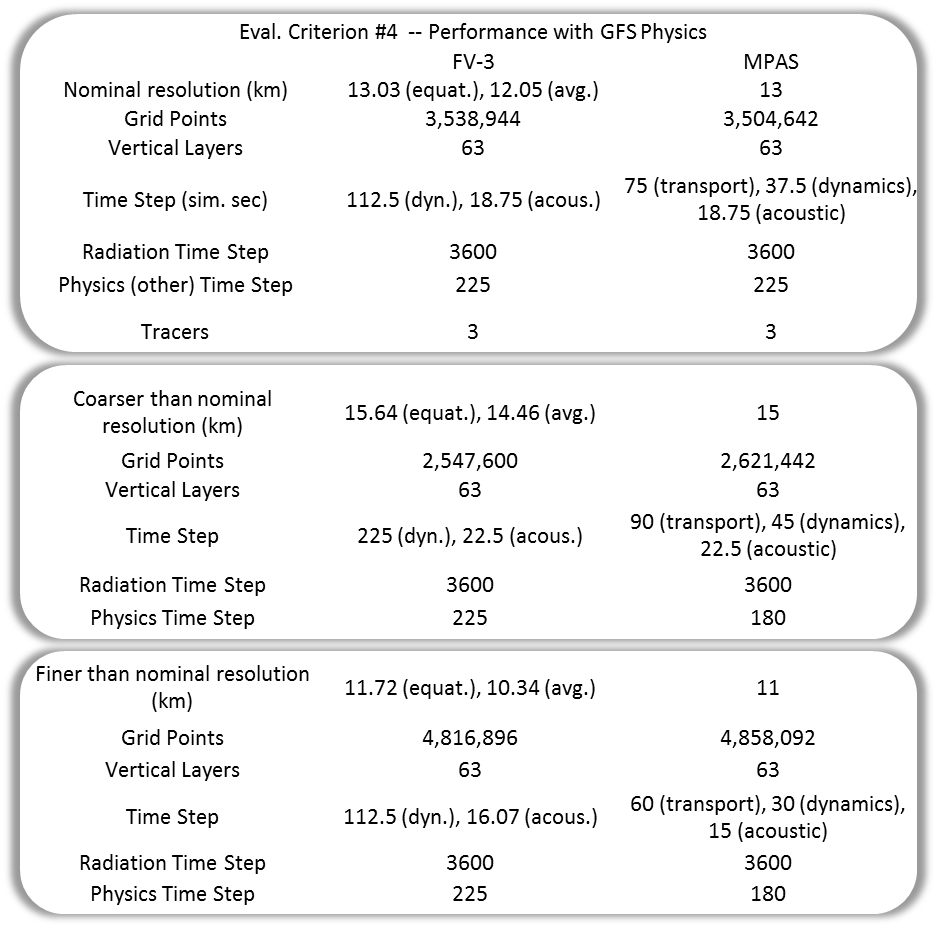 Eval. Criterion #4 -- Performance with GFS Physics
FV-3 MPAS
Nominal resolution (km) 13.03 (equat.), 12.05 (avg.) 13
Grid Points 3,538,944 3,504,642
Vertical Layers 63 63
Time Step (sim. sec) 112.5 (dyn.), 18.75 (acous.) 75 (transport), 37.5 (dynamics),
18.75 (acoustic)
Radiation Time Step 3600 3600
Physics (other) Time Step 225 225
Tracers 3 3
Coarser than nominal
resolution (km) 15.64 (equat.), 14.46 (avg.) 15
Grid Points 2,547,600 2,621,442
Vertical Layers 63 63
Time Step 225 (dyn.), 22.5 (acous.) 90 (transport), 45 (dynamics),
22.5 (acoustic)
Radiation Time Step 3600 3600
Physics Time Step 225 180
Finer than nominal resolution
(km) 11.72 (equat.), 10.34 (avg.) 11
Grid Points 4,816,896 4,858,092
Vertical Layers 63 63
Time Step 112.5 (dyn.), 16.07 (acous.) 60 (transport), 30 (dynamics),
15 (acoustic)
Radiation Time Step 3600 3600
Physics Time Step 225 180